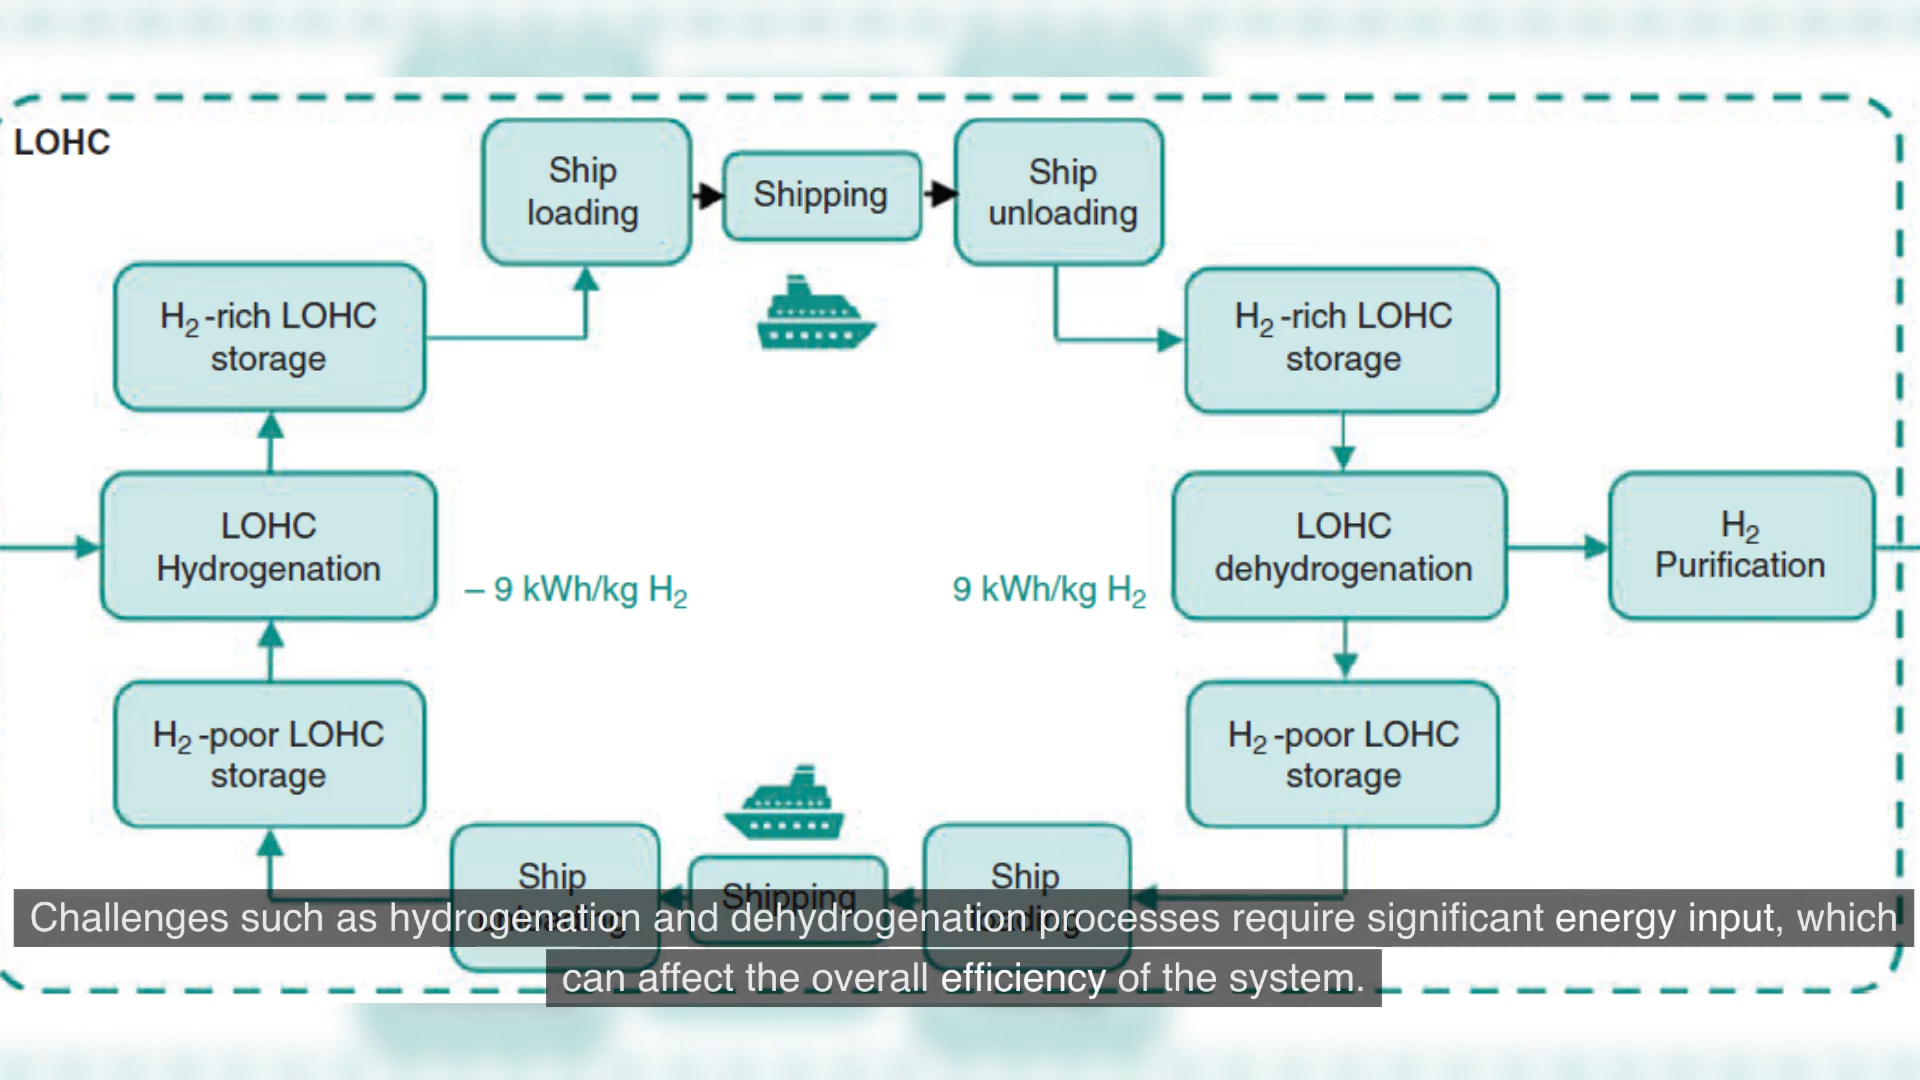 LOHC
Ship
loading
Shipping
Ship
unloading
H₂-rich LOHC
storage
H₂-rich LOHC
storage
LOHC
Hydrogenation
– 9 kWh/kg H₂
9 kWh/kg H₂
LOHC
dehydrogenation
H₂
Purification
H₂-poor LOHC
storage
H₂-poor LOHC
storage
Ship
unloading
Shipping
Ship
loading
Challenges such as hydrogenation and dehydrogenation processes require significant energy input, which
can affect the overall efficiency of the system.